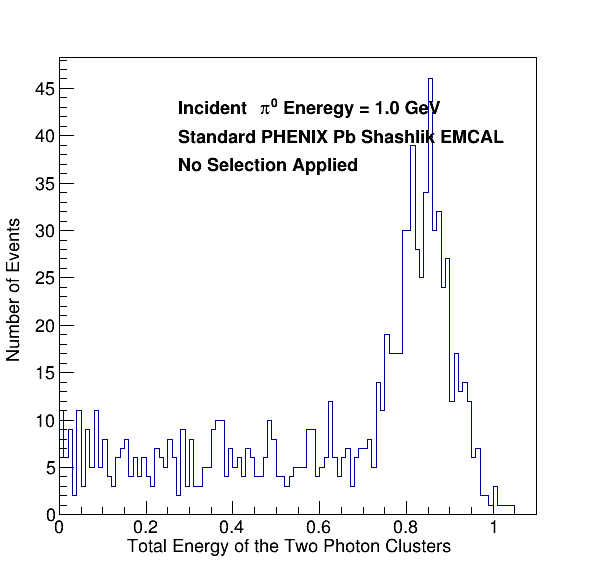 Incident π⁰ Eneregy = 1.0 GeV
Standard PHENIX Pb Shashlik EMCAL
No Selection Applied
Number of Events
45
40
35
30
25
20
15
10
5
0
0 0.2 0.4 0.6 0.8 1
Total Energy of the Two Photon Clusters